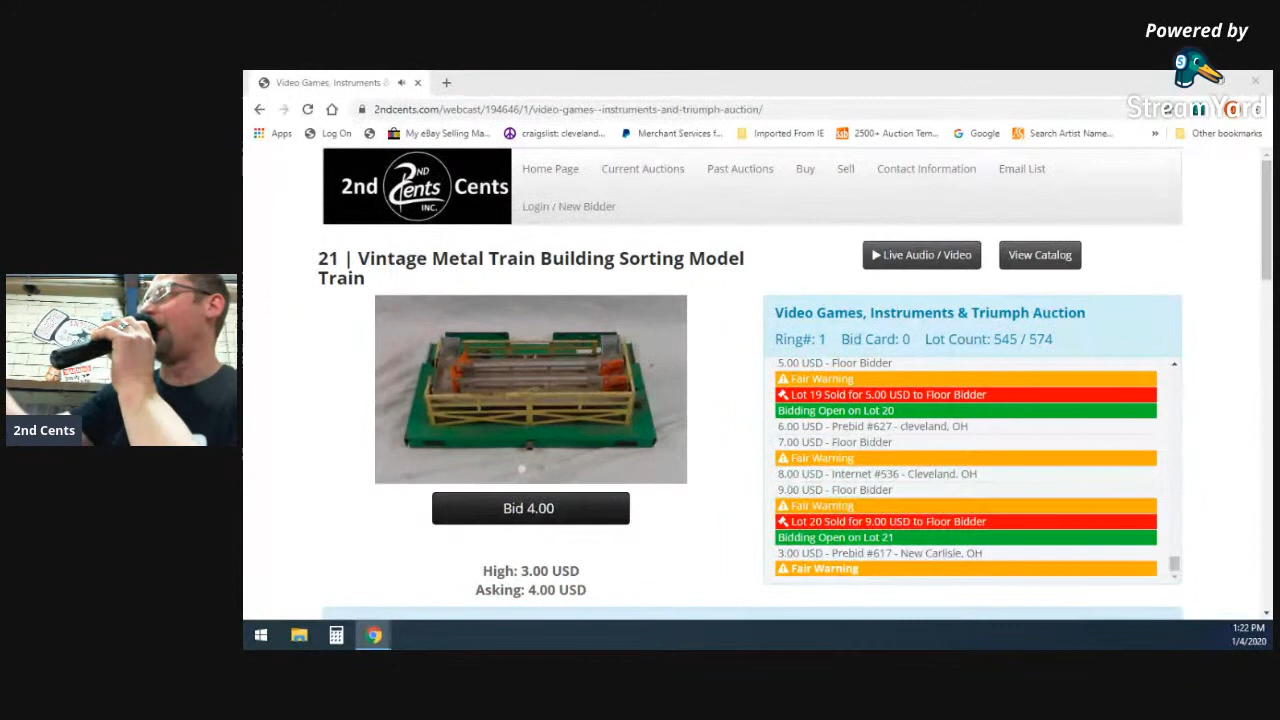 Powered by
StreamYard
Video Games, Instruments &
2ndcents.com/webcast/194646/1/video-games--instruments-and-triumph-auction/
Apps
Log On
My eBay Selling Ma...
craigslist: cleveland...
Merchant Services f...
Imported From IE
2500+ Auction Tem...
Google
Search Artist Name...
»
Other bookmarks
2nd 2ND Cents INC. Cents
Home Page Current Auctions Past Auctions Buy Sell Contact Information Email List
Login / New Bidder
21 | Vintage Metal Train Building Sorting Model
Train
Live Audio / Video
View Catalog
Bid 4.00
High: 3.00 USD
Asking: 4.00 USD
Video Games, Instruments & Triumph Auction
Ring#: 1 Bid Card: 0 Lot Count: 545 / 574
5.00 USD - Floor Bidder
Fair Warning
Lot 19 Sold for 5.00 USD to Floor Bidder
Bidding Open on Lot 20
6.00 USD - Prebid #627 - cleveland, OH
7.00 USD - Floor Bidder
Fair Warning
8.00 USD - Internet #536 - Cleveland, OH
9.00 USD - Floor Bidder
Fair Warning
Lot 20 Sold for 9.00 USD to Floor Bidder
Bidding Open on Lot 21
3.00 USD - Prebid #617 - New Carlisle, OH
Fair Warning
2nd Cents
1:22 PM
1/4/2020